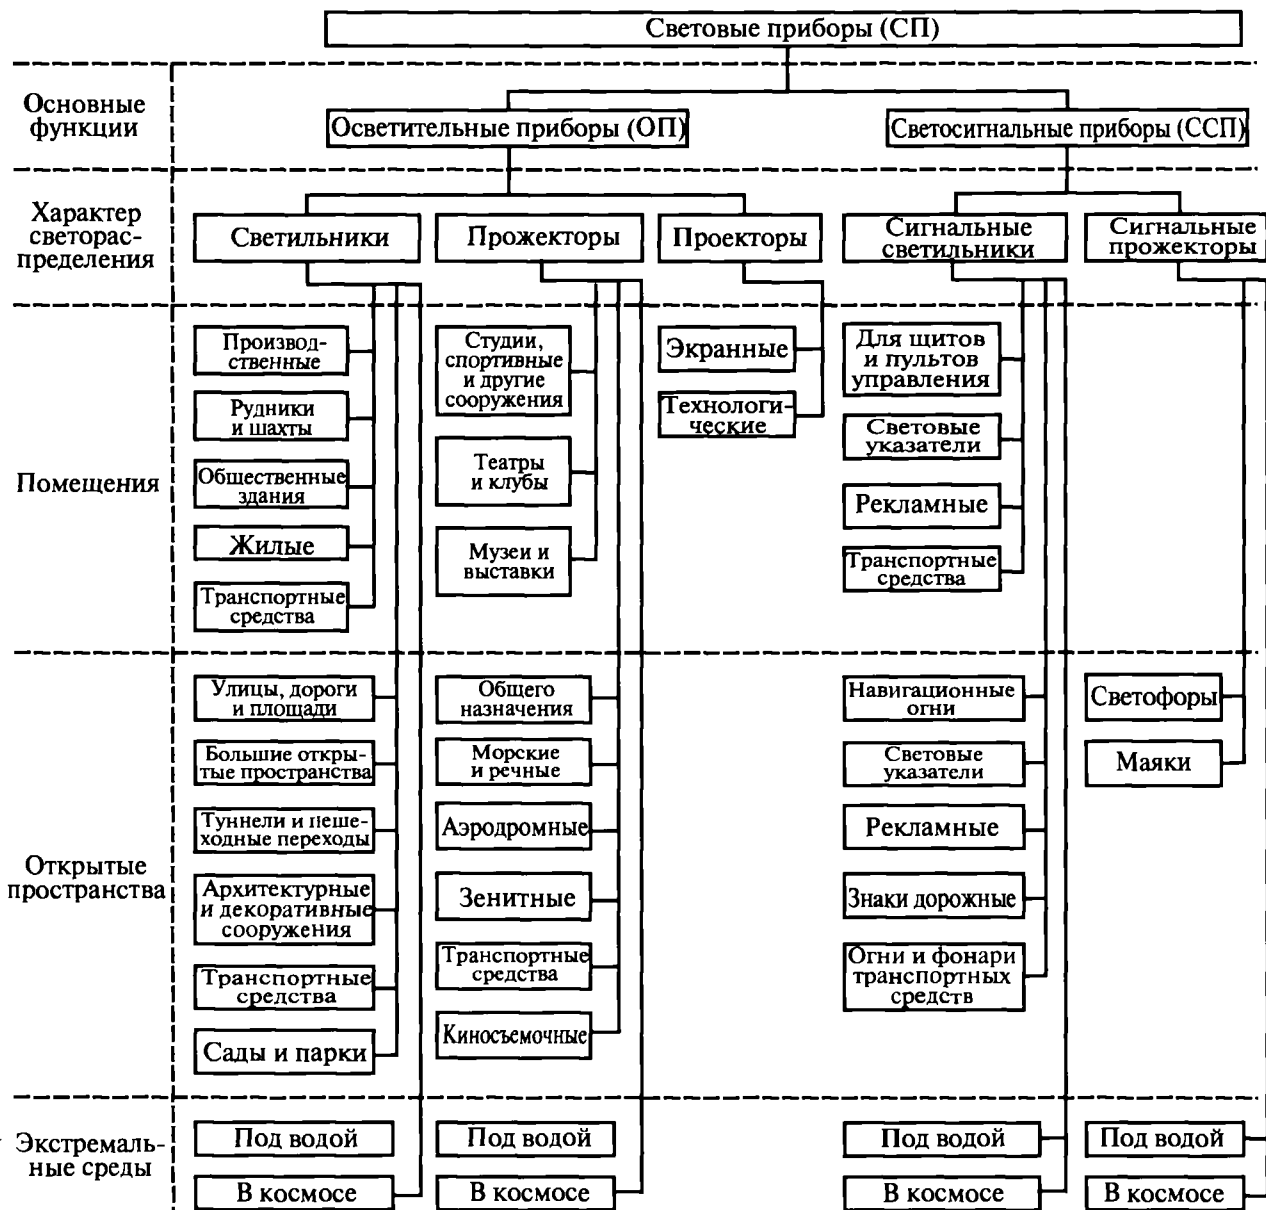 Световые приборы (СП)
Основные
функции
Осветительные приборы (ОП)
Светосигнальные приборы (ССП)
Характер
светорас-
пределения
Светильники
Прожекторы
Проекторы
Сигнальные
светильники
Сигнальные
прожекторы
Помещения
Производ-
ственные
Рудники
и шахты
Общественные
здания
Жилые
Транспортные
средства
Студии,
спортивные
и другие
сооружения
Театры
и клубы
Музеи и
выставки
Экранные
Технологи-
ческие
Для щитов
и пультов
управления
Световые
указатели
Рекламные
Транспортные
средства
Открытые
пространства
Улицы, дороги
и площади
Большие откры-
тые пространства
Туннели и пеше-
ходные переходы
Архитектурные
и декоративные
сооружения
Транспортные
средства
Сады и парки
Общего
назначения
Морские
и речные
Аэродромные
Зенитные
Транспортные
средства
Киносъемочные
Навигационные
огни
Световые
указатели
Рекламные
Знаки дорожные
Огни и фонари
транспортных
средств
Светофоры
Маяки
Экстремаль-
ные среды
Под водой
В космосе
Под водой
В космосе
Под водой
В космосе
Под водой
В космосе